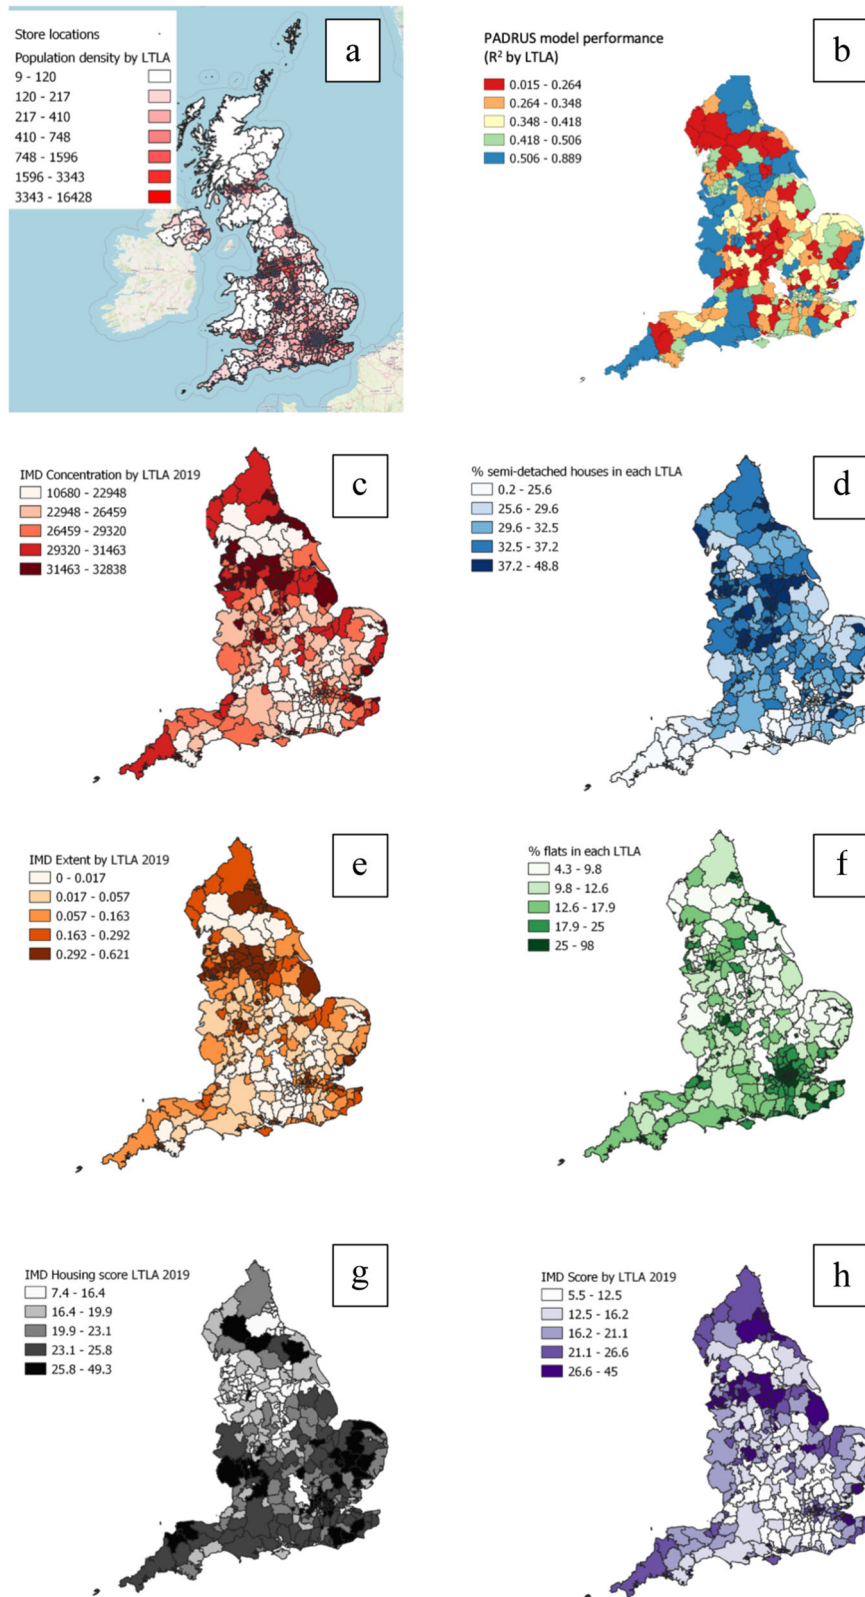 Store locations
a
Population density by LTLA
9 - 120
120 - 217
217 - 410
410 - 748
748 - 1596
1596 - 3343
3343 - 16428
PADRUS model performance
b
(R² by LTLA)
0.015 - 0.264
0.264 - 0.348
0.348 - 0.418
0.418 - 0.506
0.506 - 0.889
IMD Concentration by LTLA 2019
c
10680 - 22948
22948 - 26459
26459 - 29320
29320 - 31463
31463 - 32838
% semi-detached houses in each LTLA
d
0.2 - 25.6
25.6 - 29.6
29.6 - 32.5
32.5 - 37.2
37.2 - 48.8
IMD Extent by LTLA 2019
e
0 - 0.017
0.017 - 0.057
0.057 - 0.163
0.163 - 0.292
0.292 - 0.621
% flats in each LTLA
f
4.3 - 9.8
9.8 - 12.6
12.6 - 17.9
17.9 - 25
25 - 98
IMD Housing score LTLA 2019
g
7.4 - 16.4
16.4 - 19.9
19.9 - 23.1
23.1 - 25.8
25.8 - 49.3
IMD Score by LTLA 2019
h
5.5 - 12.5
12.5 - 16.2
16.2 - 21.1
21.1 - 26.6
26.6 - 45